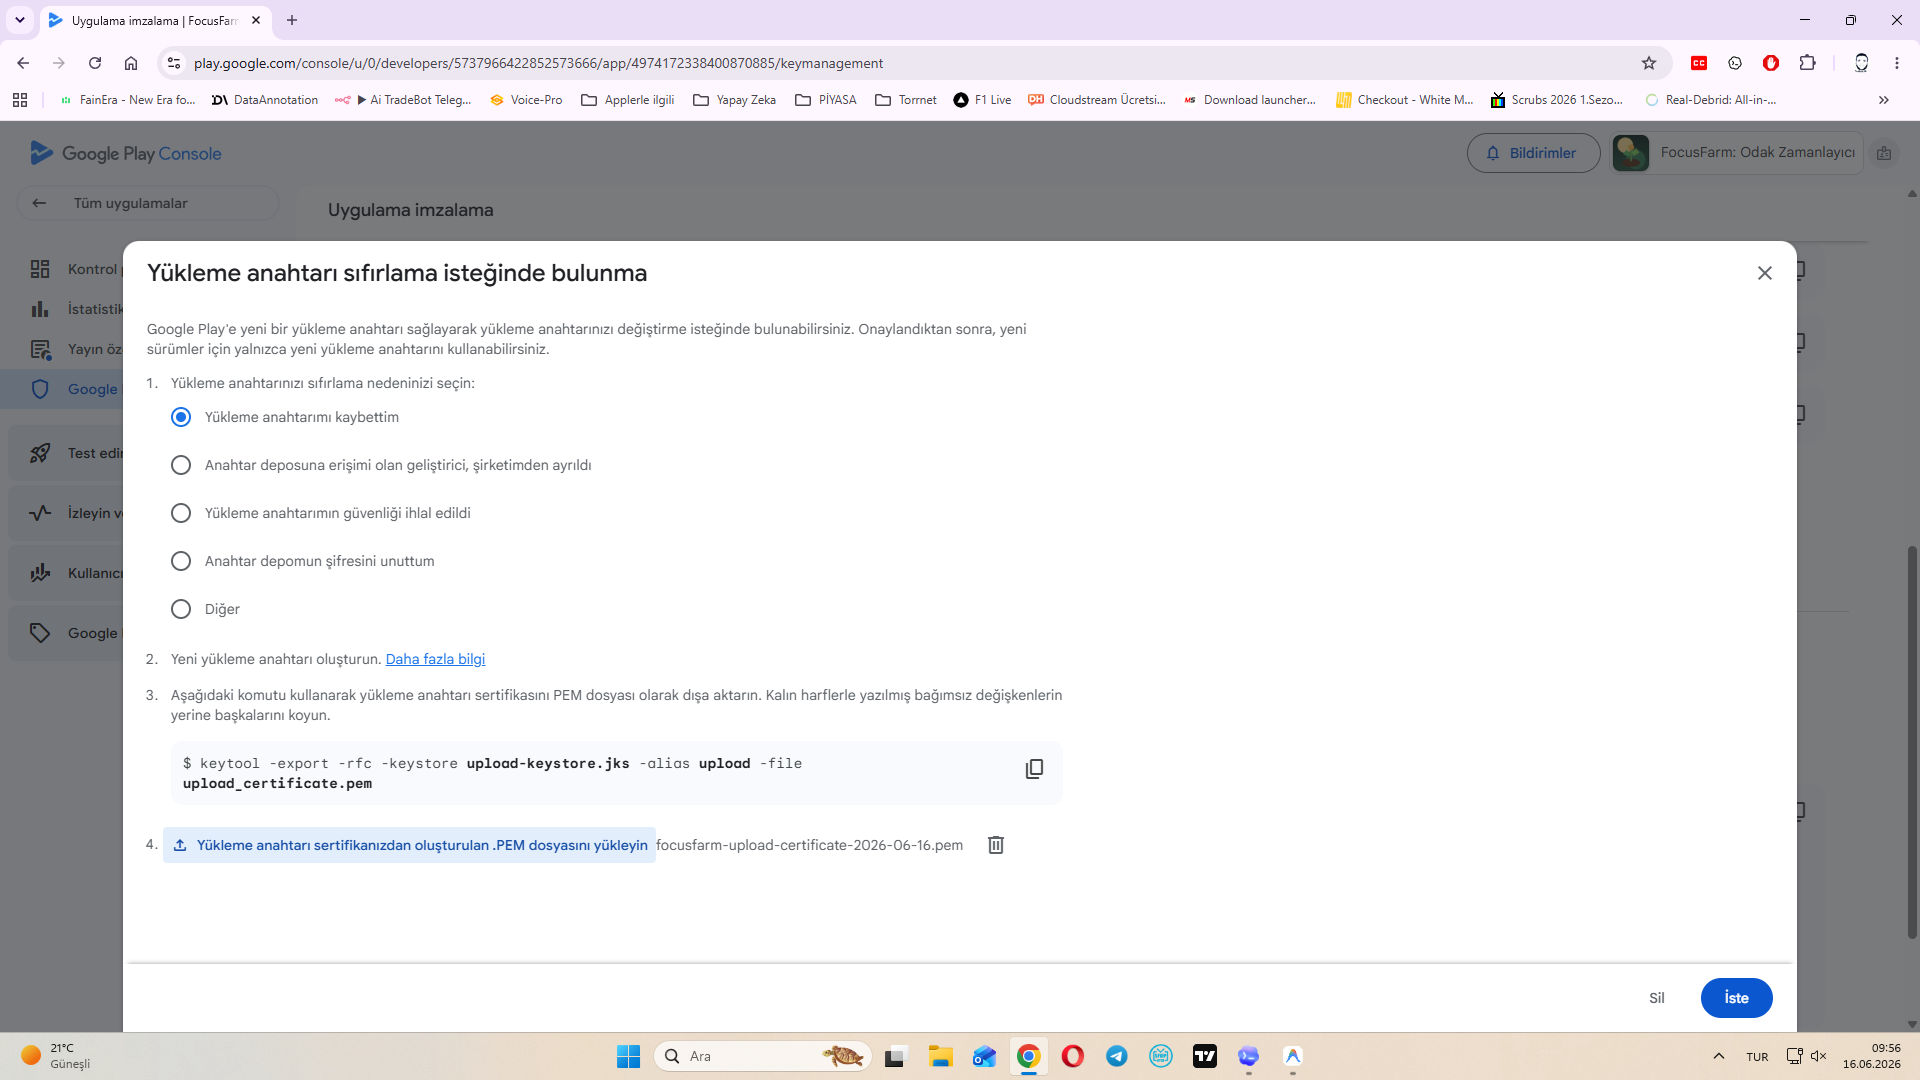 Uygulama imzalama | FocusFarm
play.google.com/console/u/0/developers/5737966422852573666/app/4974172338400870885/keymanagement
FainEra - New Era fo...
DataAnnotation
Ai TradeBot Teleg...
Voice-Pro
Applerle ilgili
Yapay Zeka
PİYASA
Torrnet
F1 Live
Cloudstream Ücretsi...
Download launcher...
Checkout - White M...
Scrubs 2026 1.Sezo...
Real-Debrid: All-in-...
Google Play Console
Bildirimler
FocusFarm: Odak Zamanlayıcı
Tüm uygulamalar
Uygulama imzalama
Kontrol
İstatistik
Yayın öz
Google
Test edin
İzleyin ve
Kullanıcı
Google
Yükleme anahtarı sıfırlama isteğinde bulunma
Google Play'e yeni bir yükleme anahtarı sağlayarak yükleme anahtarınızı değiştirme isteğinde bulunabilirsiniz. Onaylandıktan sonra, yeni
sürümler için yalnızca yeni yükleme anahtarını kullanabilirsiniz.
1. Yükleme anahtarınızı sıfırlama nedeninizi seçin:
Yükleme anahtarımı kaybettim
Anahtar deposuna erişimi olan geliştirici, şirketimden ayrıldı
Yükleme anahtarımın güvenliği ihlal edildi
Anahtar depomun şifresini unuttum
Diğer
2. Yeni yükleme anahtarı oluşturun. Daha fazla bilgi
3. Aşağıdaki komutu kullanarak yükleme anahtarı sertifikasını PEM dosyası olarak dışa aktarın. Kalın harflerle yazılmış bağımsız değişkenlerin
yerine başkalarını koyun.
$ keytool -export -rfc -keystore upload-keystore.jks -alias upload -file
upload_certificate.pem
4. Yükleme anahtarı sertifikanızdan oluşturulan .PEM dosyasını yükleyin focusfarm-upload-certificate-2026-06-16.pem
Sil
İste
21°C
Güneşli
Ara
TUR
09:56
16.06.2026